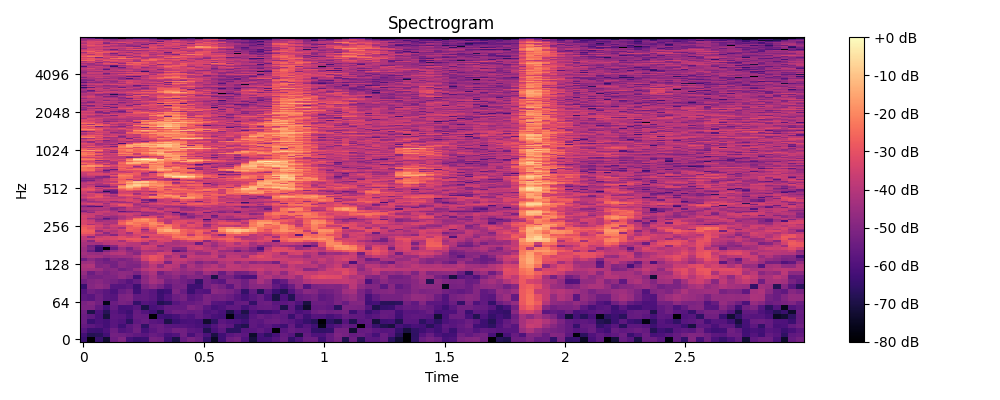 Spectrogram
Hz
4096
2048
1024
512
256
128
64
0
0
0.5
1
1.5
2
2.5
Time
+0 dB
-10 dB
-20 dB
-30 dB
-40 dB
-50 dB
-60 dB
-70 dB
-80 dB